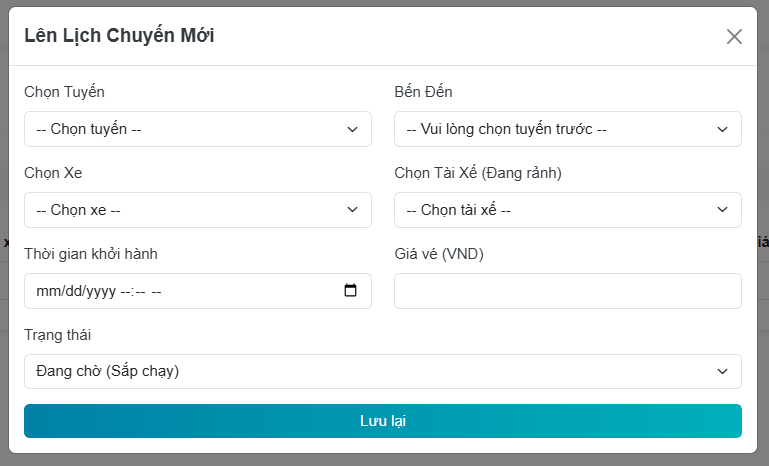 Lên Lịch Chuyến Mới
Chọn Tuyến
Bến Đến
-- Chọn tuyến --
-- Vui lòng chọn tuyến trước --
Chọn Xe
Chọn Tài Xế (Đang rảnh)
-- Chọn xe --
-- Chọn tài xế --
Thời gian khởi hành
Giá vé (VND)
mm/dd/yyyy --:-- --
Trạng thái
Đang chờ (Sắp chạy)
Lưu lại